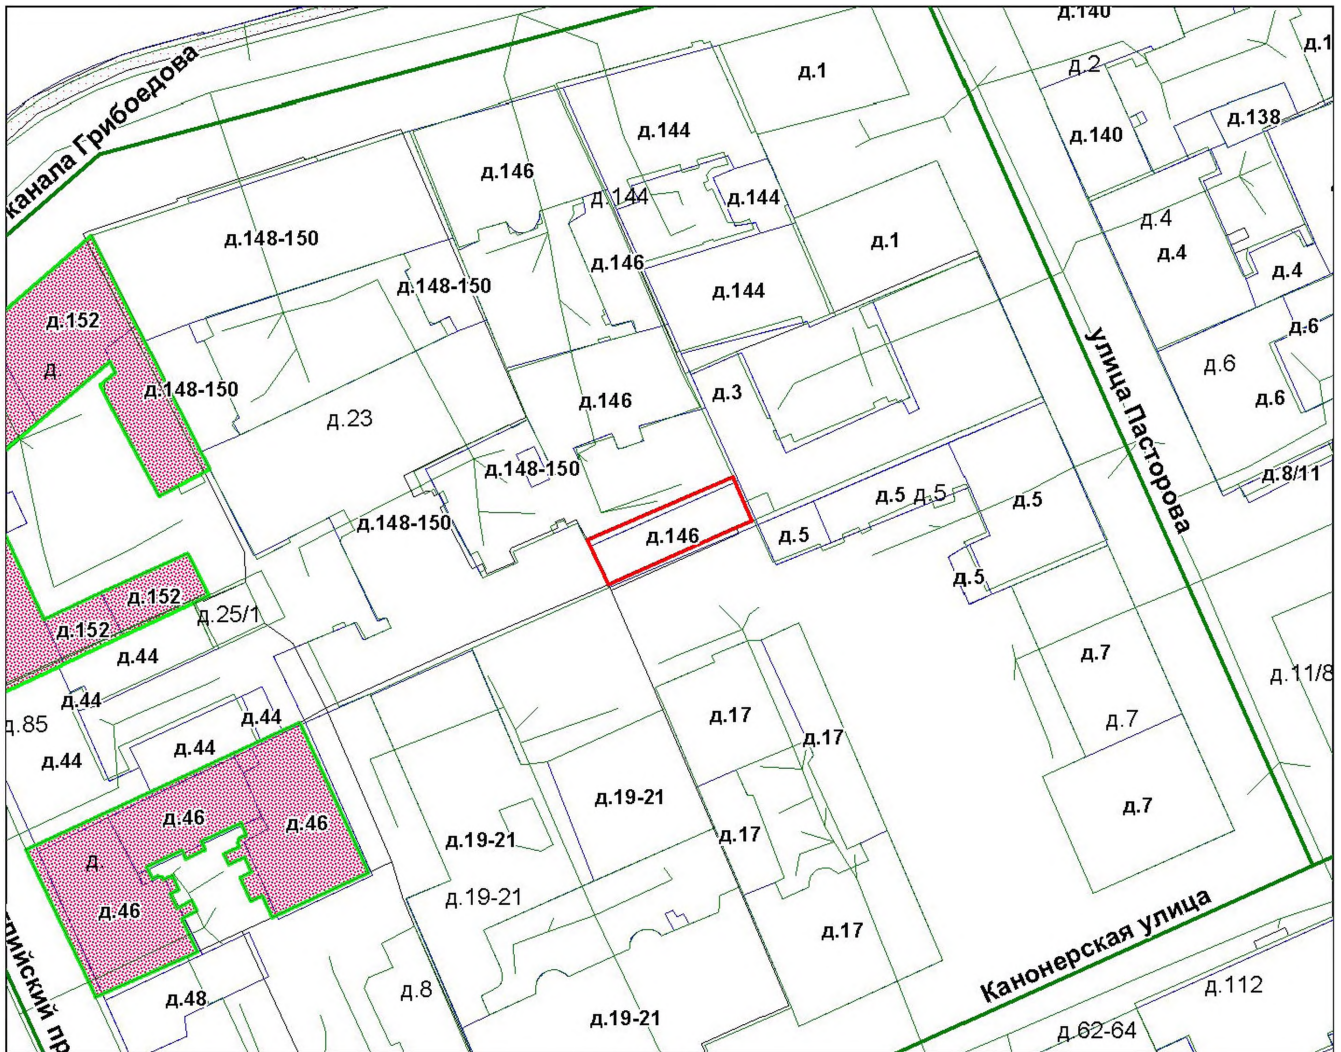 д.140
д.1
д.2
д.1
канала Грибоедова
д.144
д.140
д.138
д.146
д.144
д.144
д.4
д.148-150
д.1
д.4
д.146
д.4
д.148-150
д.144
д.152
д.6
улица Пасторова
д.
д.6
д.148-150
д.3
д.6
д.146
д.23
д.148-150
д.8/11
д.5
д.5
д.5
д.148-150
д.146
д.5
д.5
д.152
д.25/1
д.152
д.44
д.7
д.11/8
д.44
д.17
д.44
д.7
д.85
д.44
д.17
д.44
д.19-21
д.7
д.46
д.46
д.17
д.19-21
д.
д.19-21
Канонерская улица
д.46
д.17
д.8
д.112
д.48
д.19-21
д.62-64